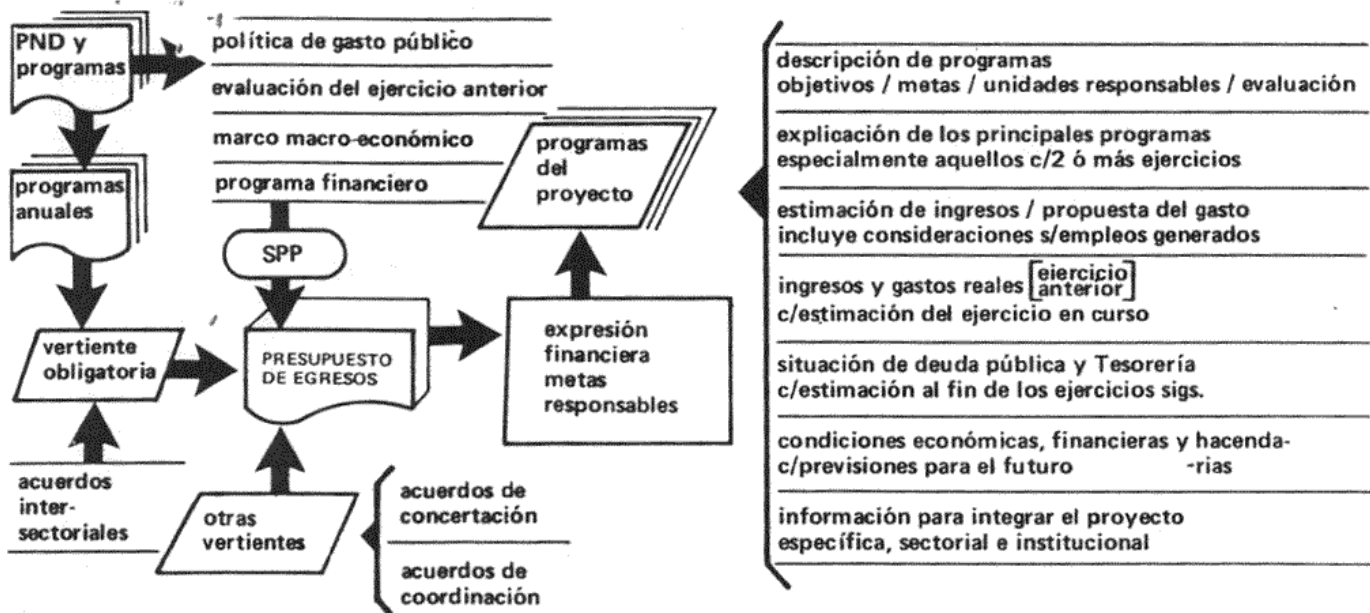 PND y
programas
política de gasto público
evaluación del ejercicio anterior
marco macro-económico
programa financiero
programas
anuales
SPP
vertiente
obligatoria
PRESUPUESTO
DE EGRESOS
acuerdos
inter-
sectoriales
otras
vertientes
acuerdos de
concertación
acuerdos de
coordinación
expresión
financiera
metas
responsables
programas
del
proyecto
descripción de programas
objetivos / metas / unidades responsables / evaluación
explicación de los principales programas
especialmente aquellos c/2 ó más ejercicios
estimación de ingresos / propuesta del gasto
incluye consideraciones s/empleos generados
ingresos y gastos reales [ejercicio
anterior]
c/estimación del ejercicio en curso
situación de deuda pública y Tesorería
c/estimación al fin de los ejercicios sigs.
condiciones económicas, financieras y hacenda-
c/previsiones para el futuro -rias
información para integrar el proyecto
específica, sectorial e institucional